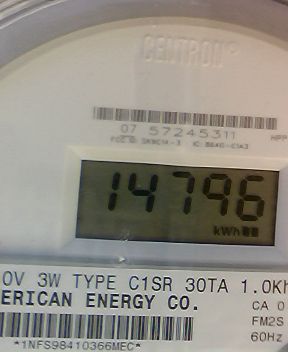 CENTRON®
07 57245311
14796
kWh
0V 3W TYPE C1SR 30TA 1.0Kh
ERICAN ENERGY CO.
CA 0
FM2S
60Hz
*1NFS98410366MEC*